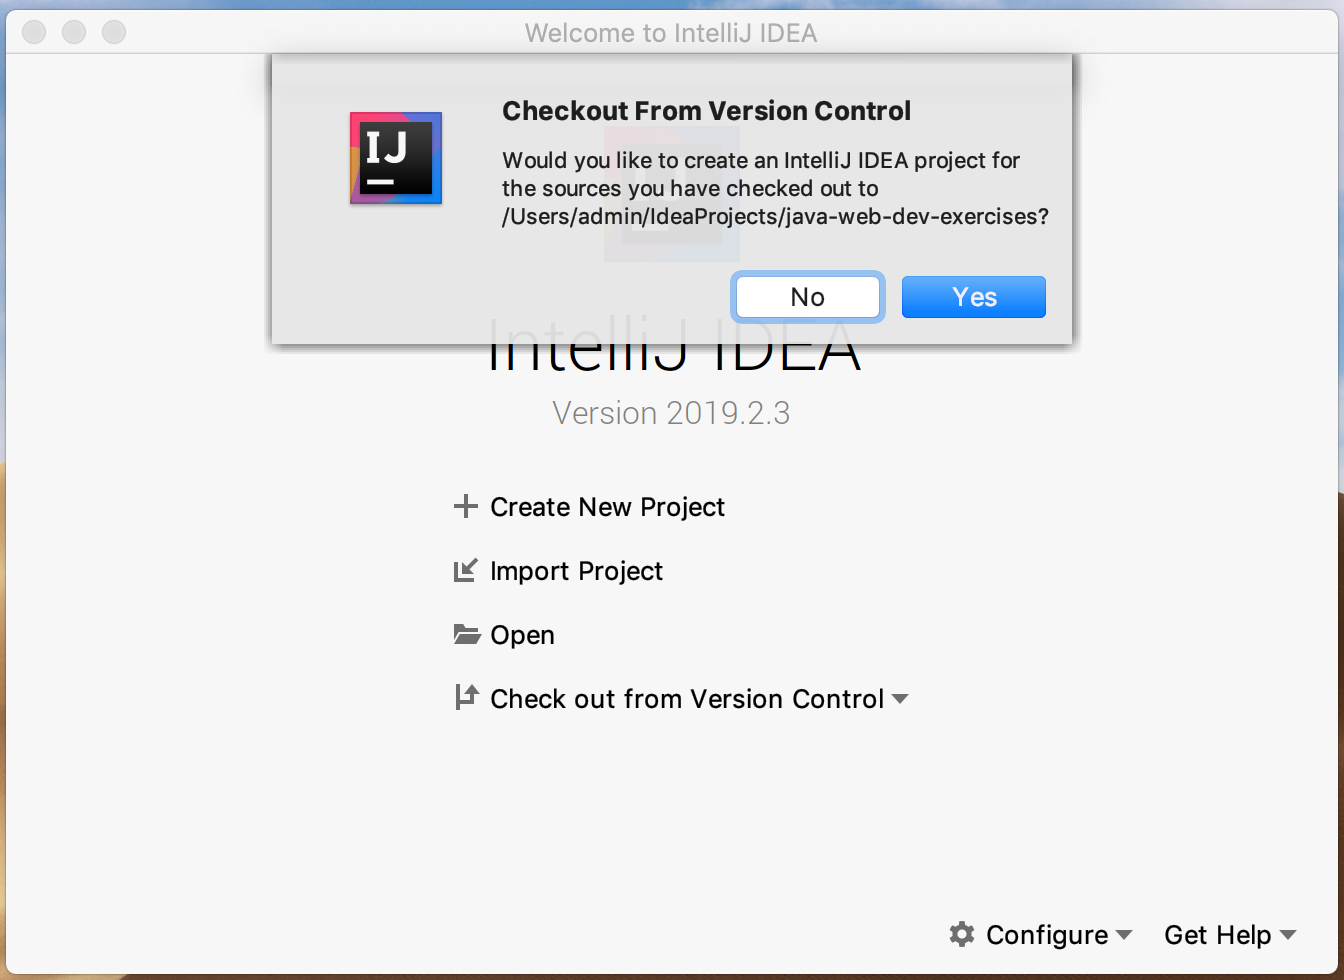 Welcome to IntelliJ IDEA
IJ
Checkout From Version Control
Would you like to create an IntelliJ IDEA project for
the sources you have checked out to
/Users/admin/IdeaProjects/java-web-dev-exercises?
No
Yes
IntelliJ IDEA
Version 2019.2.3
Create New Project
Import Project
Open
Check out from Version Control
Configure
Get Help